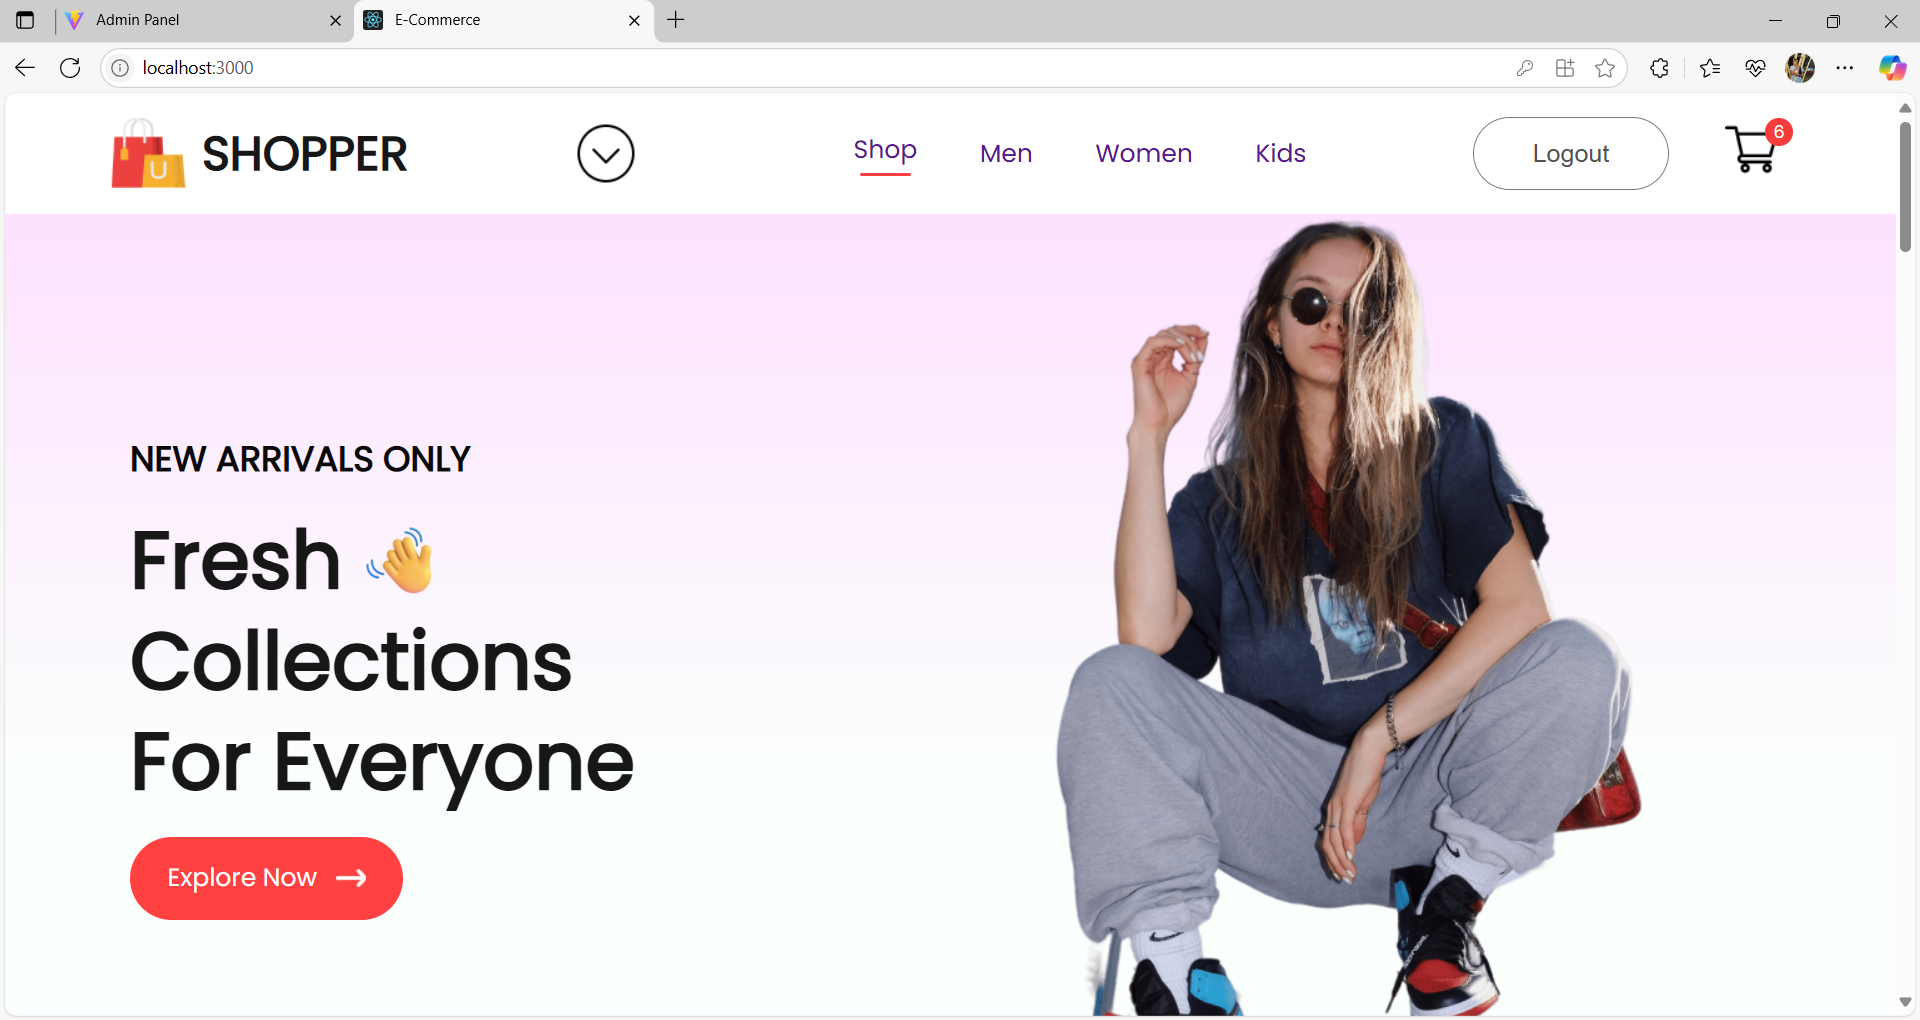 Admin Panel
E-Commerce
localhost:3000
SHOPPER
Shop
Men
Women
Kids
Logout
6
U
NEW ARRIVALS ONLY
Fresh 👋
Collections
For Everyone
Explore Now →